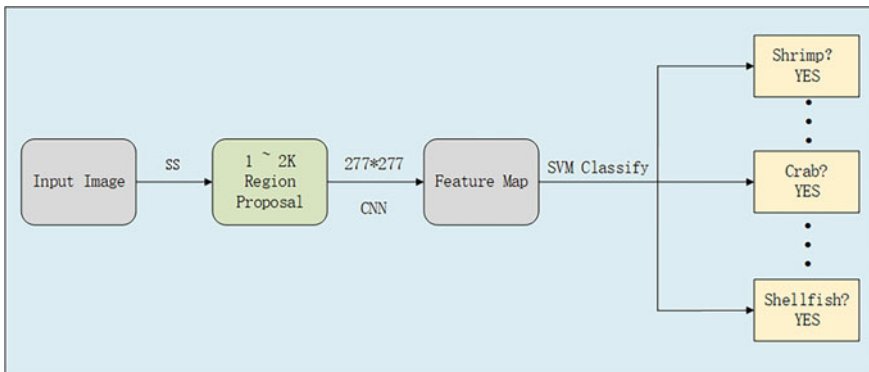 Input Image
SS
1 ~ 2K
Region
Proposal
277*277
CNN
Feature Map
SVM Classify
Shrimp?
YES
Crab?
YES
Shellfish?
YES